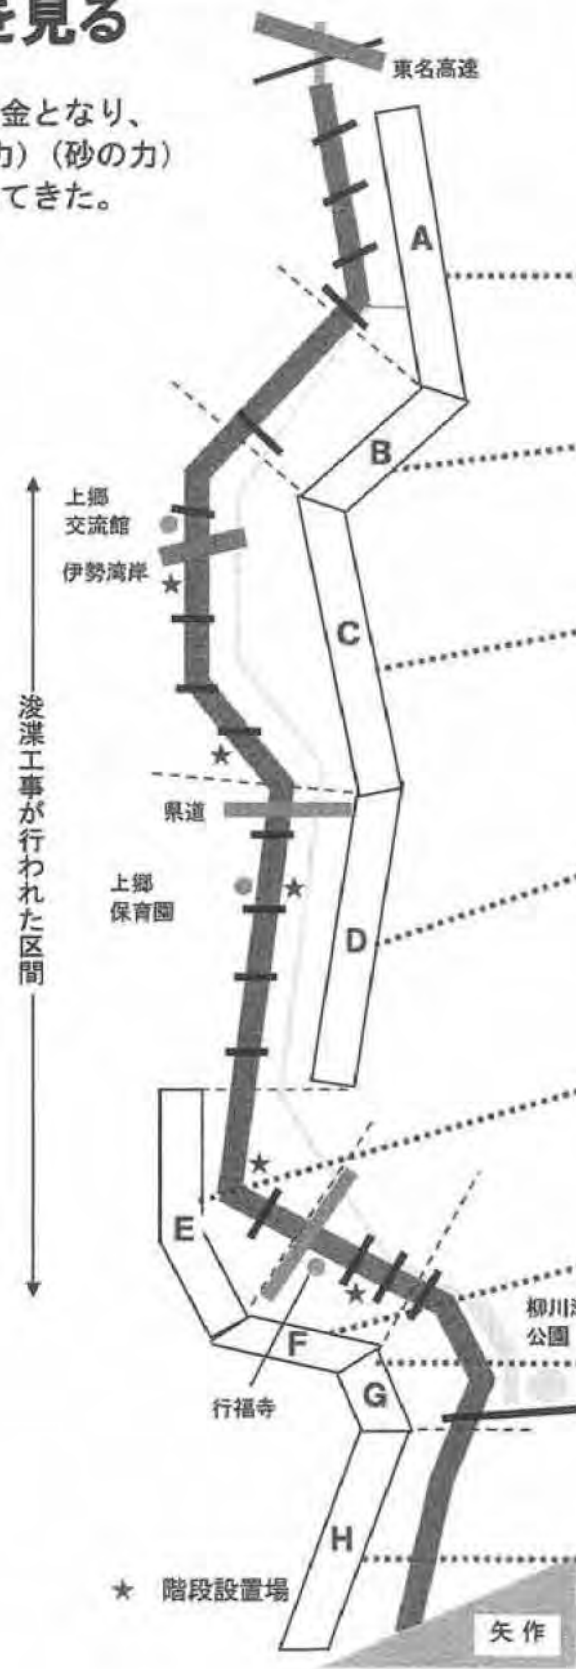 を見る
金となり、
力）（砂の力）
てきた。
東名高速
A
B
上郷
交流館
伊勢湾岸
C
浚渫工事が行われた区間
県道
上郷
保育園
D
E
柳川
公園
F
行福寺
G
H
★ 階段設置場
矢作